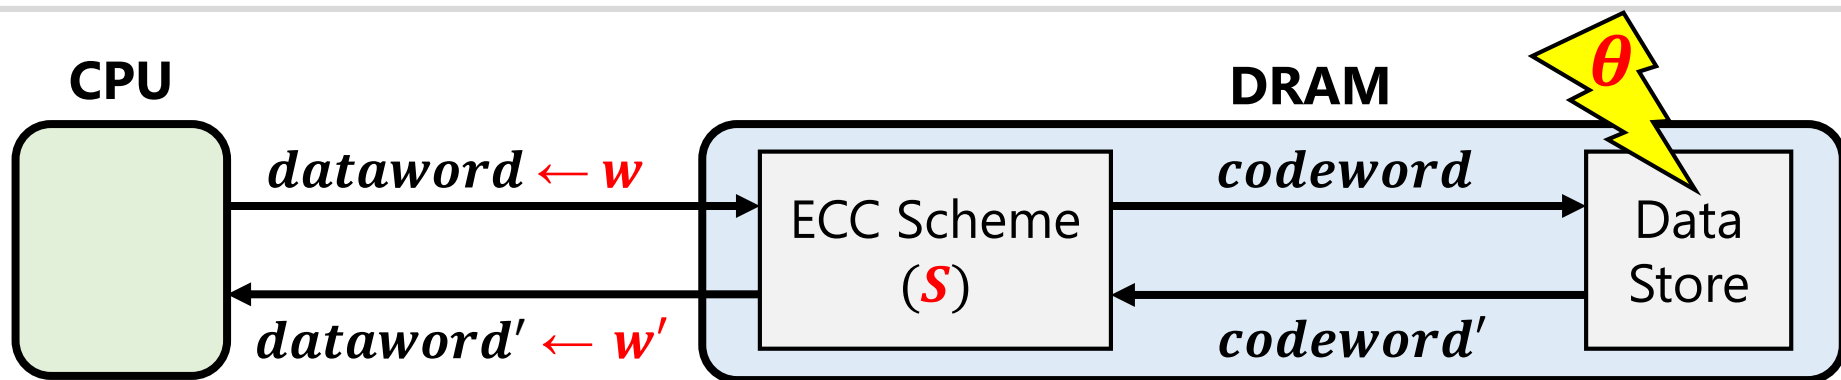 CPU
DRAM
θ
dataword ← w
codeword
ECC Scheme
(S)
Data
Store
dataword′ ← w′
codeword′